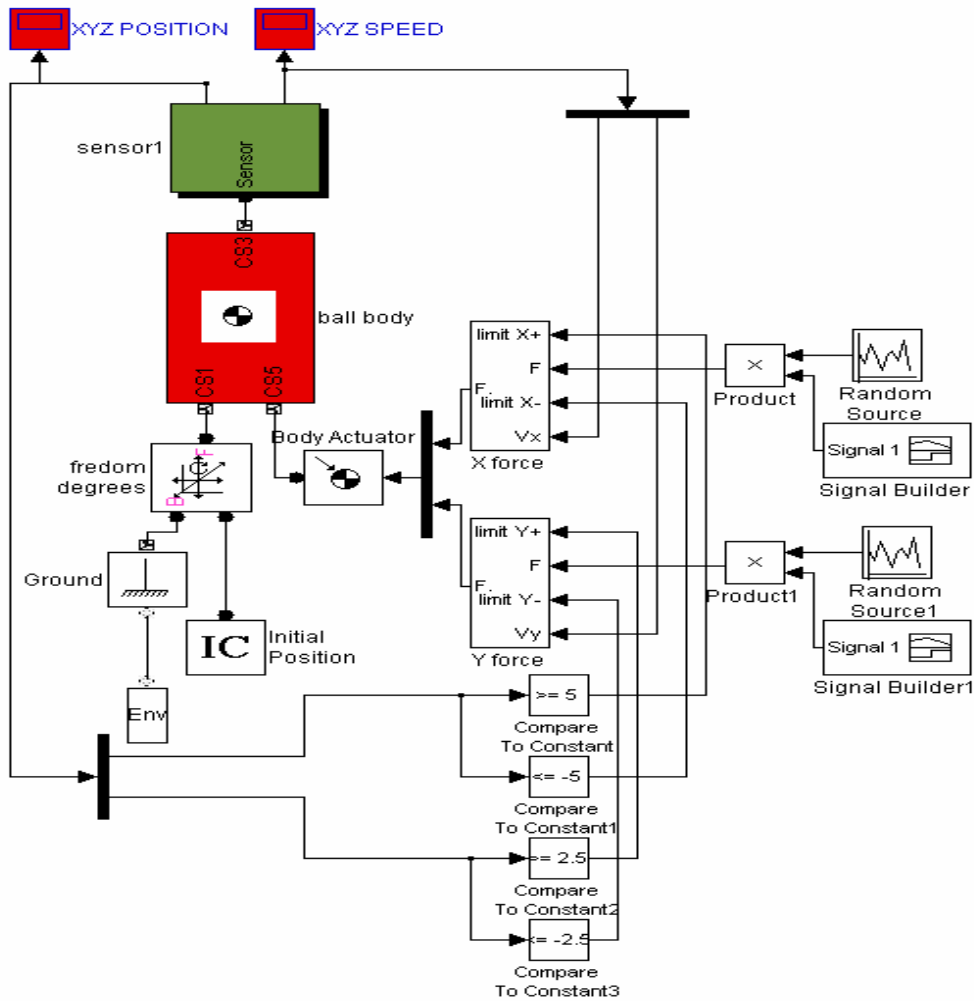 XYZ POSITION
XYZ SPEED
sensor1
Sensor
CS3
ball body
CS1
CS5
limit X+
F
F.
limit X-
Vx
X force
X
Product
Random
Source
Signal 1
Signal Builder
Body Actuator
fredom
degrees
C
F
B
limit Y+
F
F.
limit Y-
Vy
Y force
X
Product1
Random
Source1
Signal 1
Signal Builder1
Ground
IC
Initial
Position
Env
>= 5
Compare
To Constant
<= -5
Compare
To Constant1
>= 2.5
Compare
To Constant2
<= -2.5
Compare
To Constant3